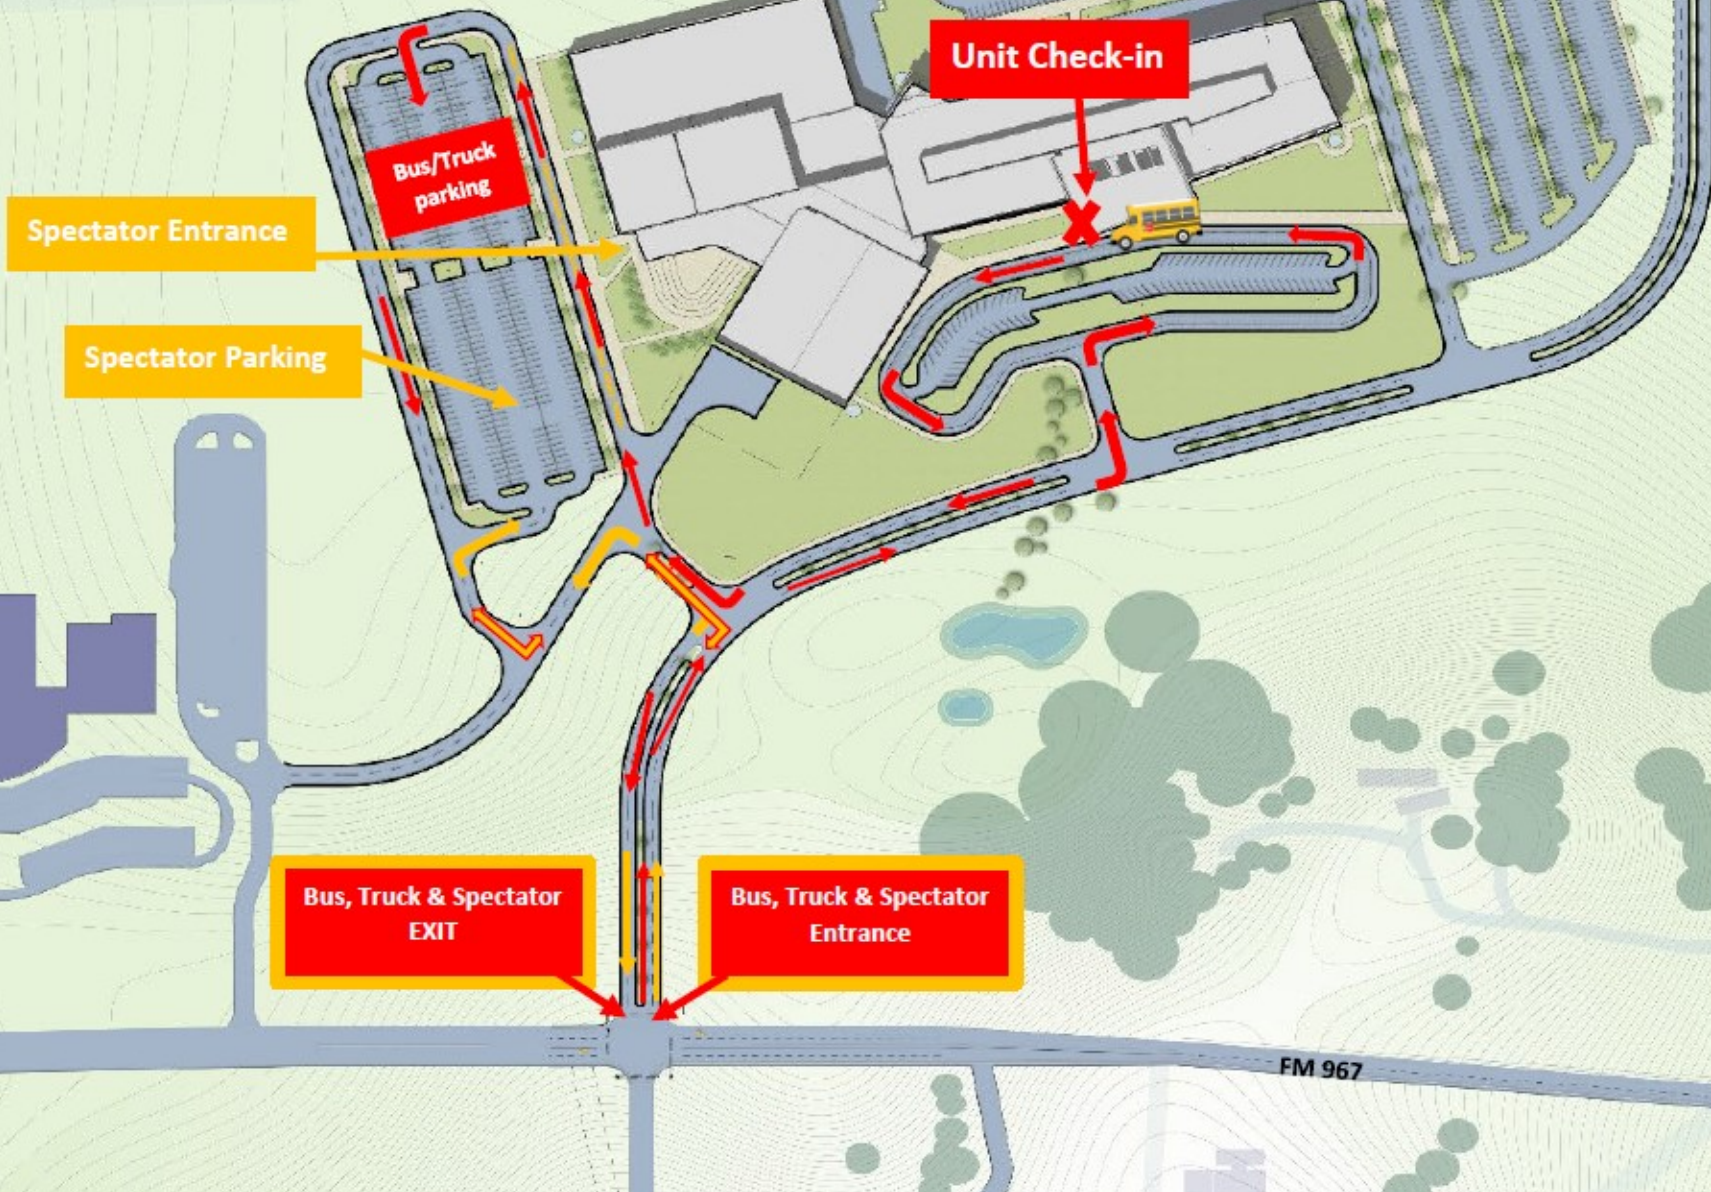 Unit Check-in
Bus/Truck
parking
Spectator Entrance
Spectator Parking
Bus, Truck & Spectator
EXIT
Bus, Truck & Spectator
Entrance
FM 967